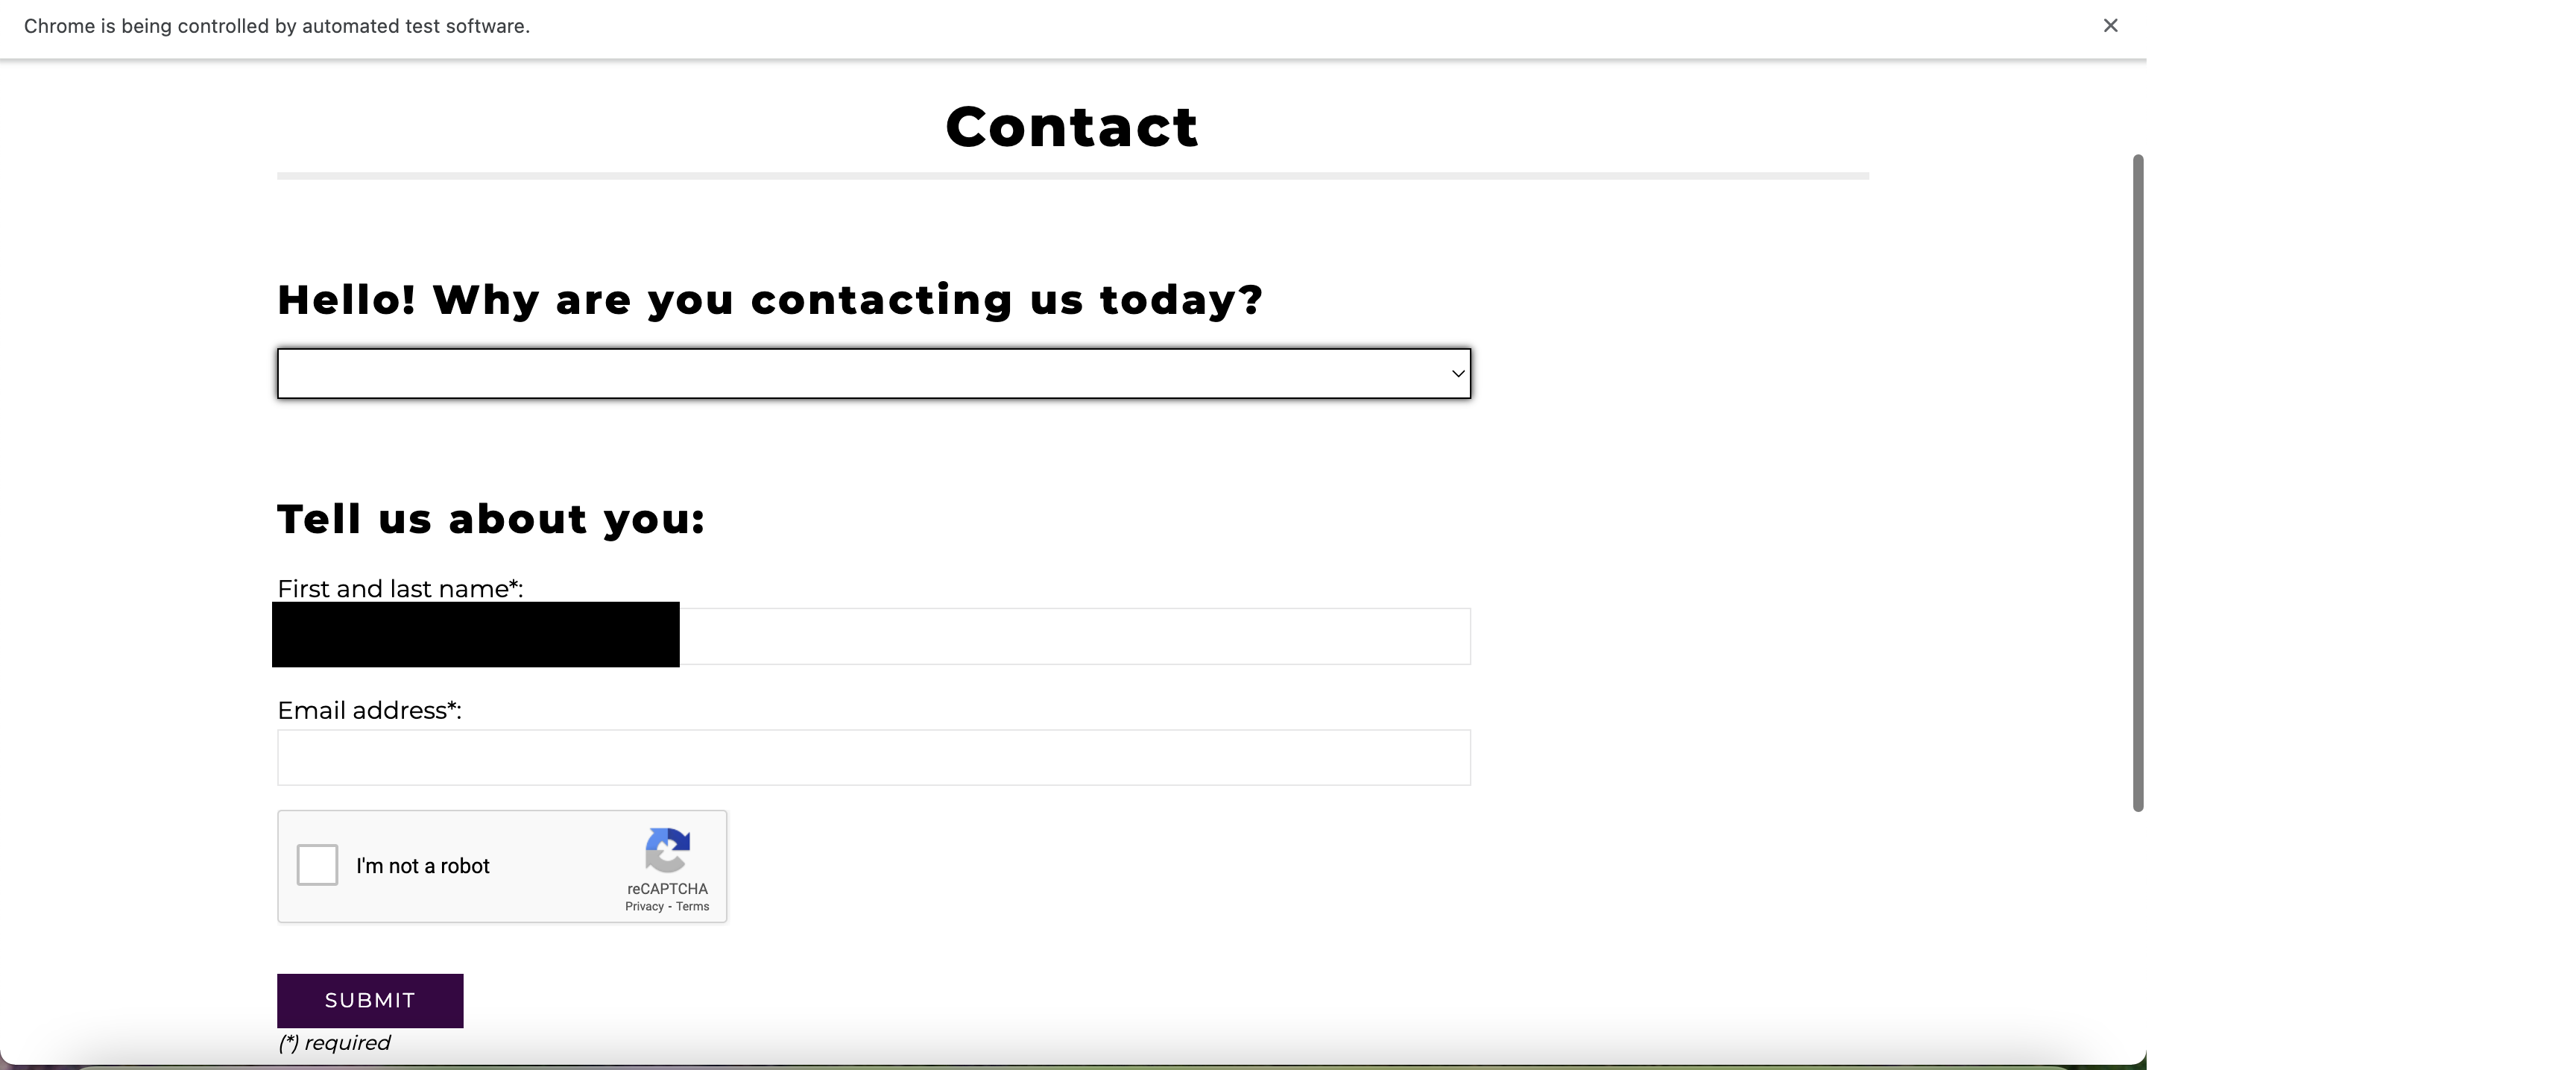 Chrome is being controlled by automated test software.
Contact
Hello! Why are you contacting us today?
Tell us about you:
First and last name*:
Email address*:
I'm not a robot
reCAPTCHA
Privacy - Terms
SUBMIT
(*) required